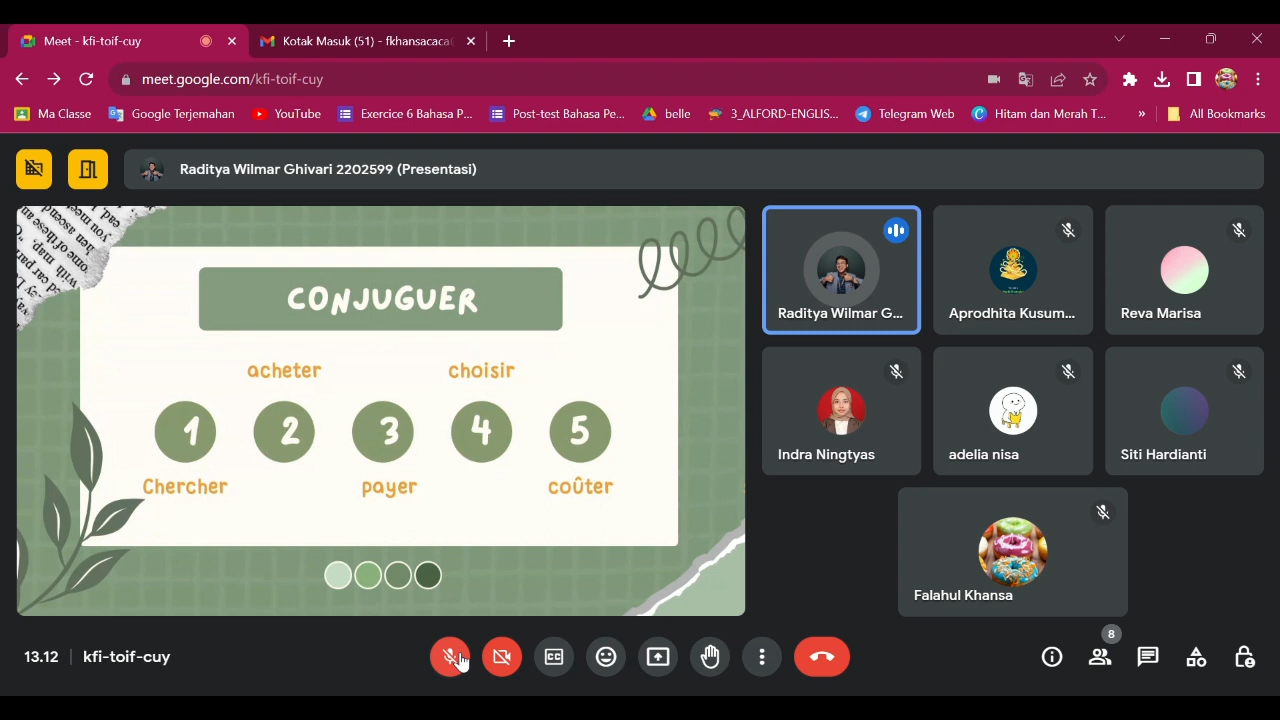 Meet - kfi-toif-cuy
Kotak Masuk (51) - fkhansacaca
meet.google.com/kfi-toif-cuy
Ma Classe
Google Terjemahan
YouTube
Exercice 6 Bahasa P...
Post-test Bahasa Pe...
belle
3_ALFORD-ENGLIS...
Telegram Web
Hitam dan Merah T...
»
All Bookmarks
Raditya Wilmar Ghivari 2202599 (Presentasi)
CONJUGUER
acheter
choisir
1 2 3 4 5
Chercher
payer
coûter
Raditya Wilmar G...
Aprodhita Kusum...
Reva Marisa
Indra Ningtyas
adelia nisa
Siti Hardianti
Falahul Khansa
13.12 | kfi-toif-cuy
CC
8